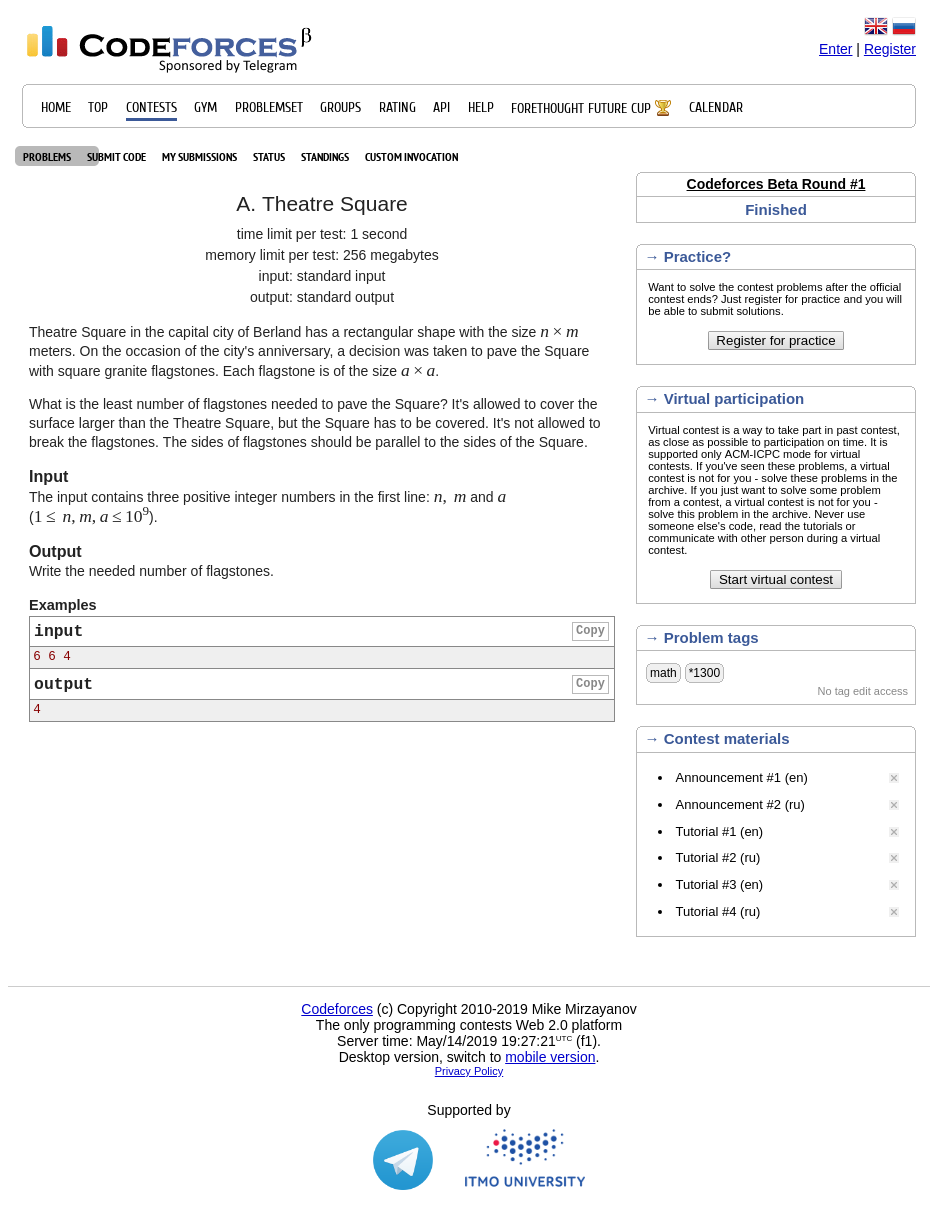 CODEFORCES β
Sponsored by Telegram
Enter | Register
HOME TOP CONTESTS GYM PROBLEMSET GROUPS RATING API HELP FORETHOUGHT FUTURE CUP CALENDAR
PROBLEMS SUBMIT CODE MY SUBMISSIONS STATUS STANDINGS CUSTOM INVOCATION
A. Theatre Square
time limit per test: 1 second
memory limit per test: 256 megabytes
input: standard input
output: standard output
Theatre Square in the capital city of Berland has a rectangular shape with the size n × m
meters. On the occasion of the city's anniversary, a decision was taken to pave the Square
with square granite flagstones. Each flagstone is of the size a × a.
What is the least number of flagstones needed to pave the Square? It's allowed to cover the
surface larger than the Theatre Square, but the Square has to be covered. It's not allowed to
break the flagstones. The sides of flagstones should be parallel to the sides of the Square.
Input
The input contains three positive integer numbers in the first line: n, m and a
(1 ≤ n, m, a ≤ 10⁹).
Output
Write the needed number of flagstones.
Examples
input Copy
6 6 4
output Copy
4
Codeforces Beta Round #1
Finished
→ Practice?
Want to solve the contest problems after the official
contest ends? Just register for practice and you will
be able to submit solutions.
Register for practice
→ Virtual participation
Virtual contest is a way to take part in past contest,
as close as possible to participation on time. It is
supported only ACM-ICPC mode for virtual
contests. If you've seen these problems, a virtual
contest is not for you - solve these problems in the
archive. If you just want to solve some problem
from a contest, a virtual contest is not for you -
solve this problem in the archive. Never use
someone else's code, read the tutorials or
communicate with other person during a virtual
contest.
Start virtual contest
→ Problem tags
math *1300
No tag edit access
→ Contest materials
Announcement #1 (en)
Announcement #2 (ru)
Tutorial #1 (en)
Tutorial #2 (ru)
Tutorial #3 (en)
Tutorial #4 (ru)
Codeforces (c) Copyright 2010-2019 Mike Mirzayanov
The only programming contests Web 2.0 platform
Server time: May/14/2019 19:27:21 UTC (f1).
Desktop version, switch to mobile version.
Privacy Policy
Supported by
ITMO UNIVERSITY